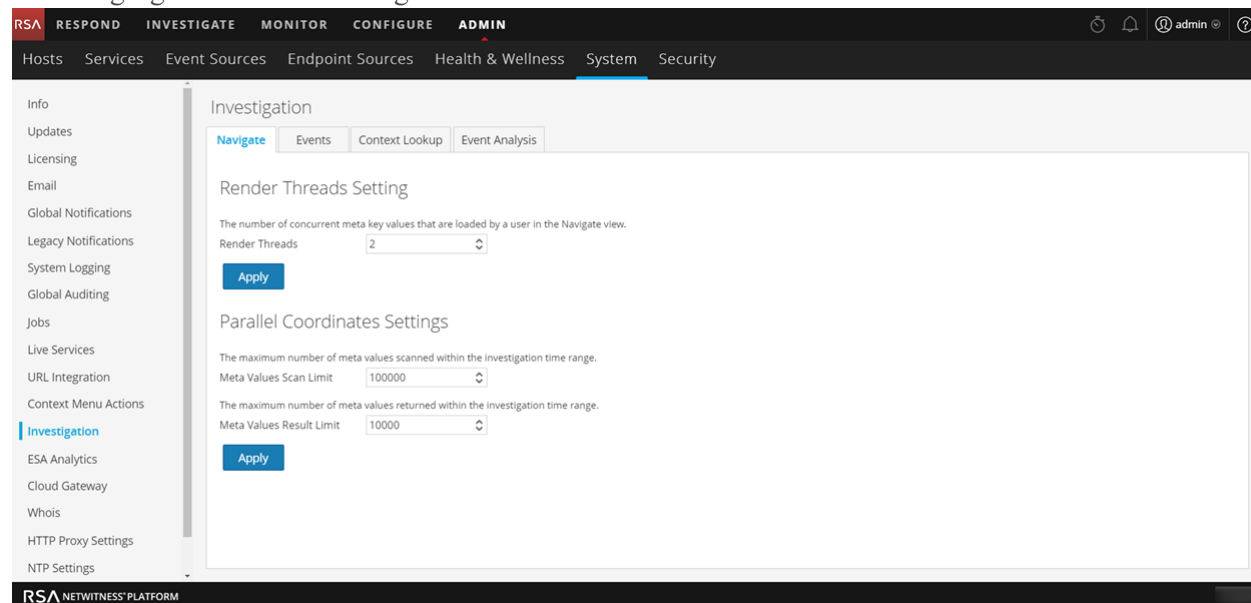 RSA RESPOND INVESTIGATE MONITOR CONFIGURE ADMIN admin
Hosts Services Event Sources Endpoint Sources Health & Wellness System Security
Info
Updates
Licensing
Email
Global Notifications
Legacy Notifications
System Logging
Global Auditing
Jobs
Live Services
URL Integration
Context Menu Actions
Investigation
ESA Analytics
Cloud Gateway
Whois
HTTP Proxy Settings
NTP Settings
Investigation
Navigate Events Context Lookup Event Analysis
Render Threads Setting
The number of concurrent meta key values that are loaded by a user in the Navigate view.
Render Threads 2
Apply
Parallel Coordinates Settings
The maximum number of meta values scanned within the investigation time range.
Meta Values Scan Limit 100000
The maximum number of meta values returned within the investigation time range.
Meta Values Result Limit 10000
Apply
RSA NETWITNESS® PLATFORM